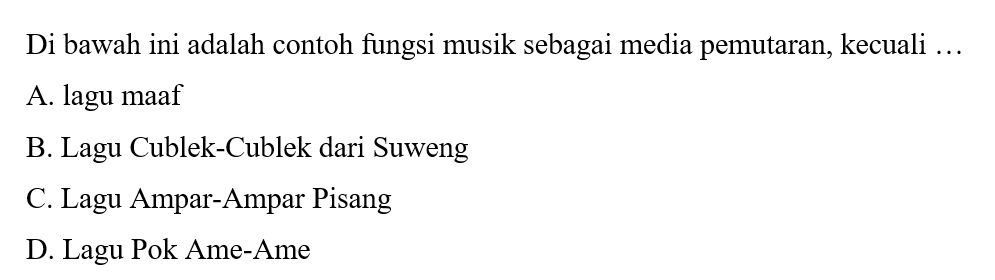 Di bawah ini adalah contoh fungsi musik sebagai media pemutaran, kecuali …
A. lagu maaf
B. Lagu Cublek-Cublek dari Suweng
C. Lagu Ampar-Ampar Pisang
D. Lagu Pok Ame-Ame